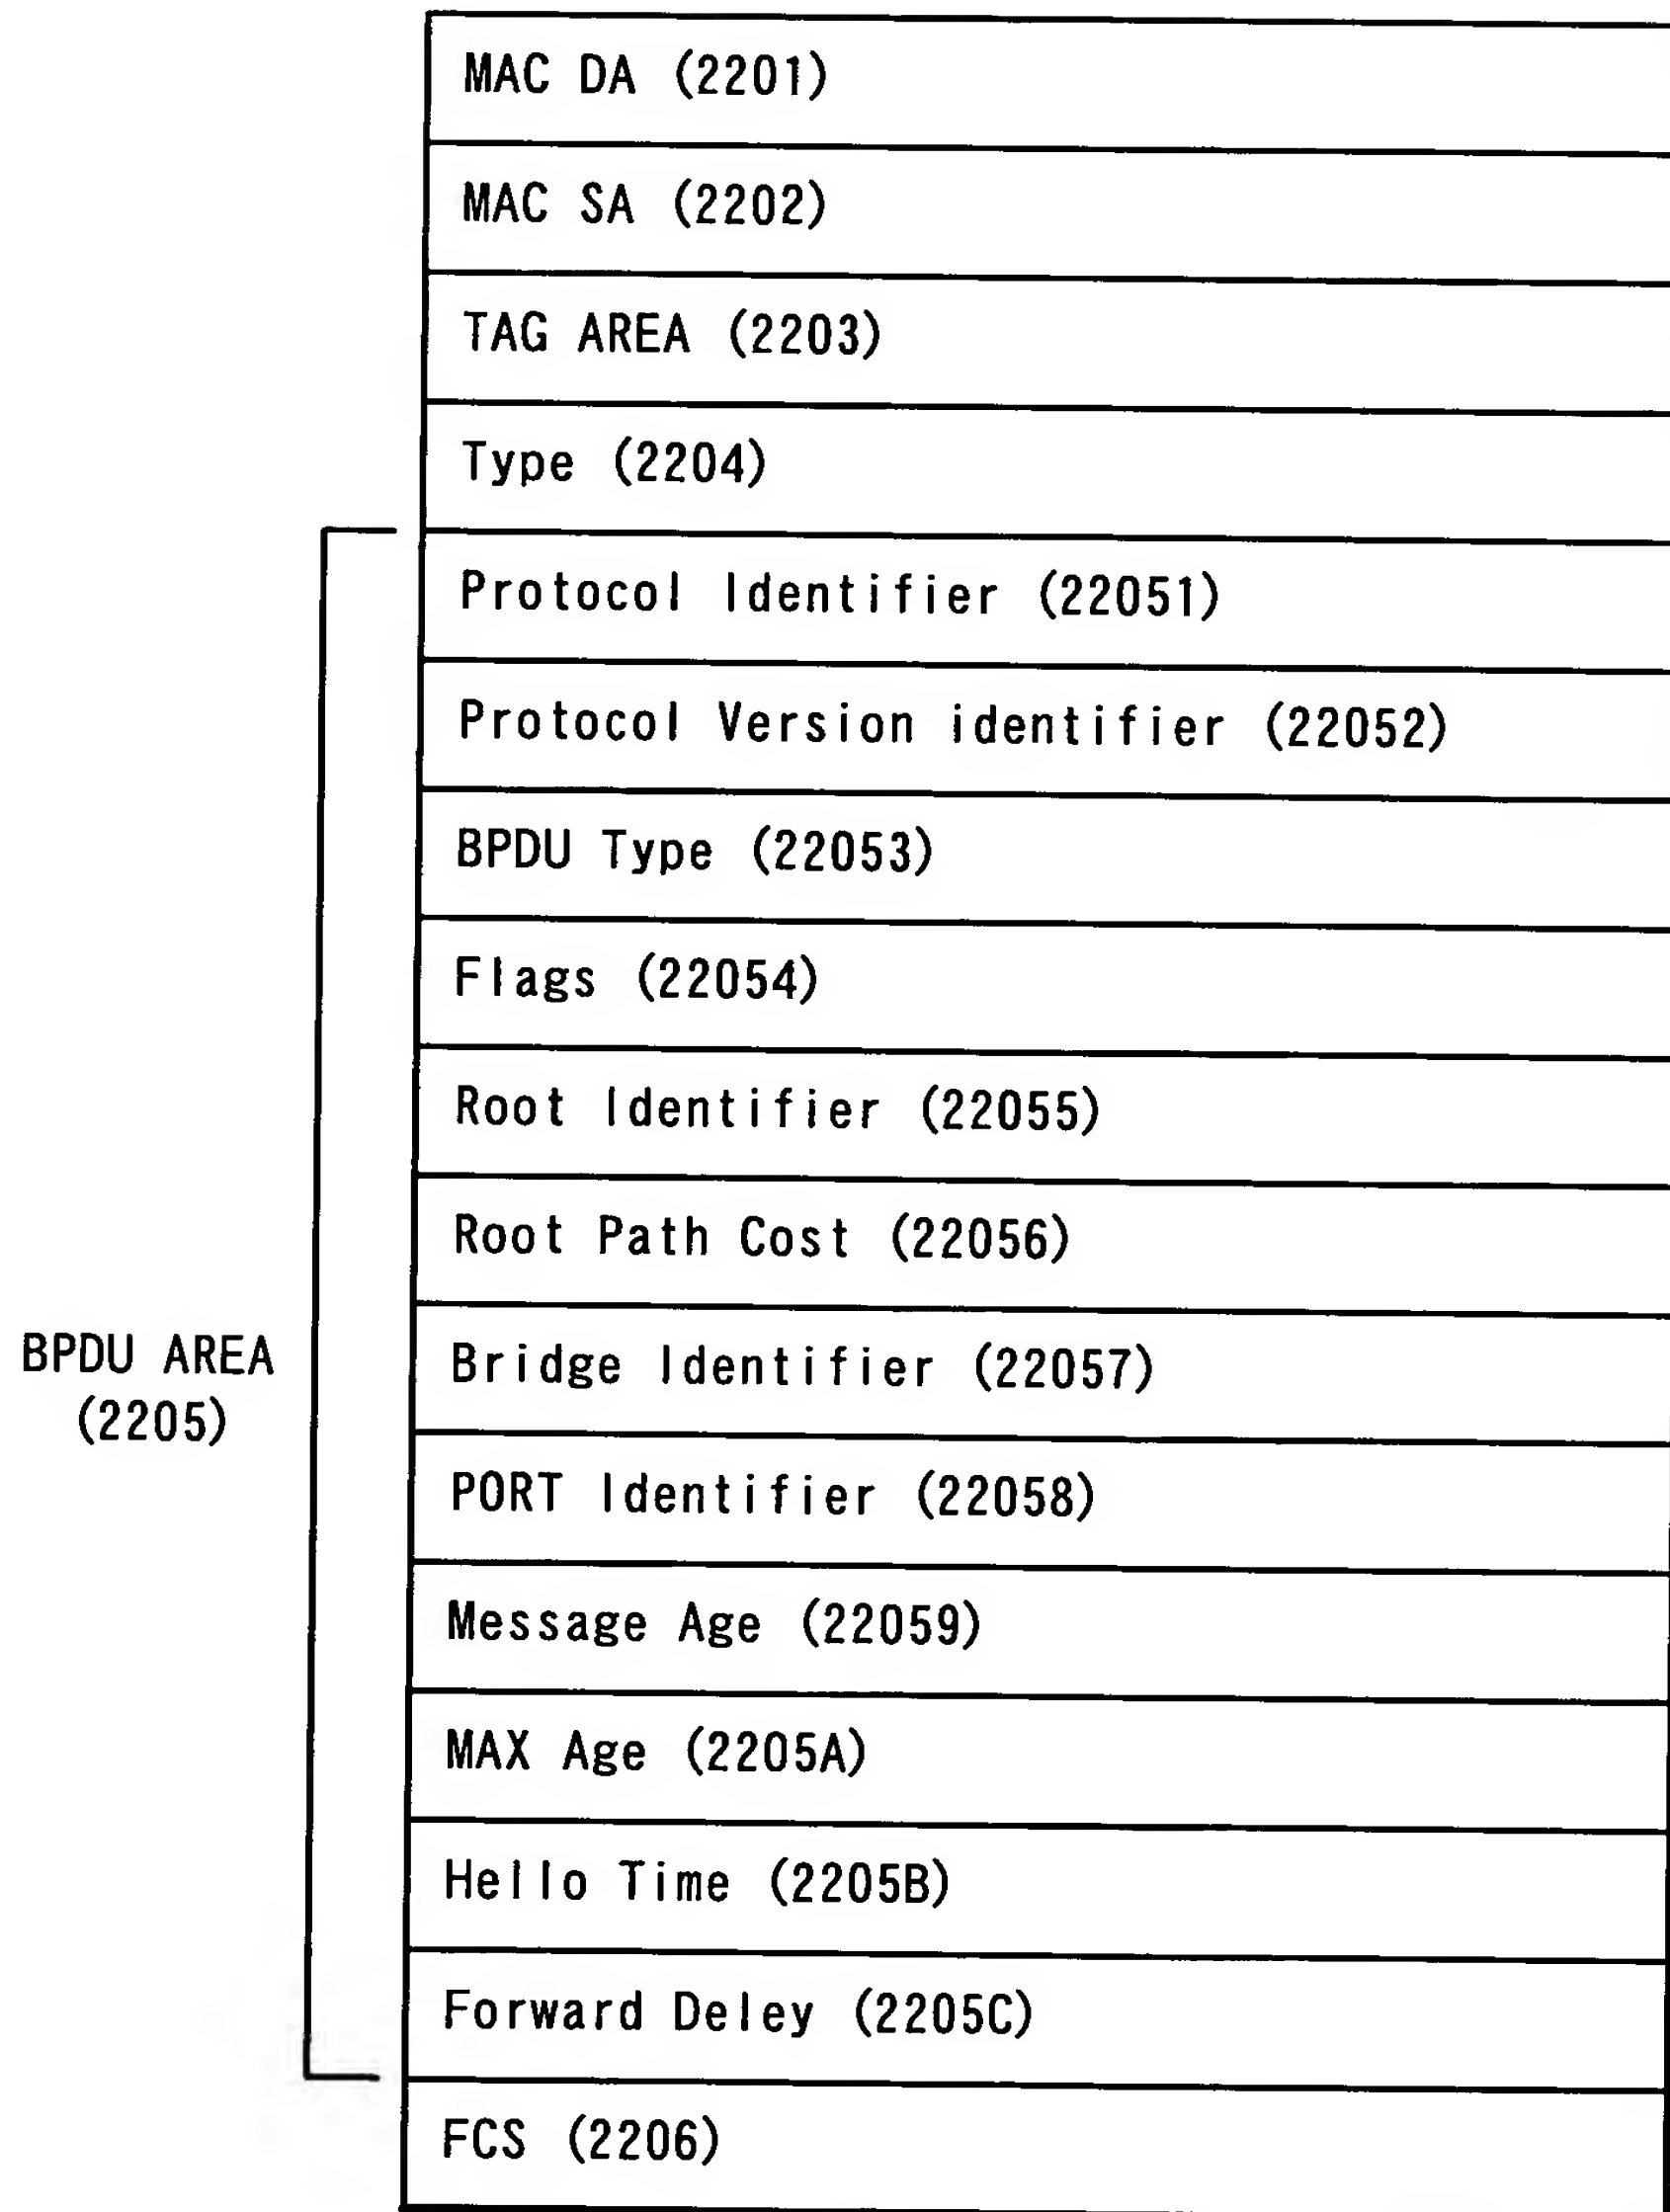 MAC DA (2201)
MAC SA (2202)
TAG AREA (2203)
Type (2204)
Protocol Identifier (22051)
Protocol Version identifier (22052)
BPDU Type (22053)
Flags (22054)
Root Identifier (22055)
Root Path Cost (22056)
BPDU AREA
(2205)
Bridge Identifier (22057)
PORT Identifier (22058)
Message Age (22059)
MAX Age (2205A)
Hello Time (2205B)
Forward Deley (2205C)
FCS (2206)